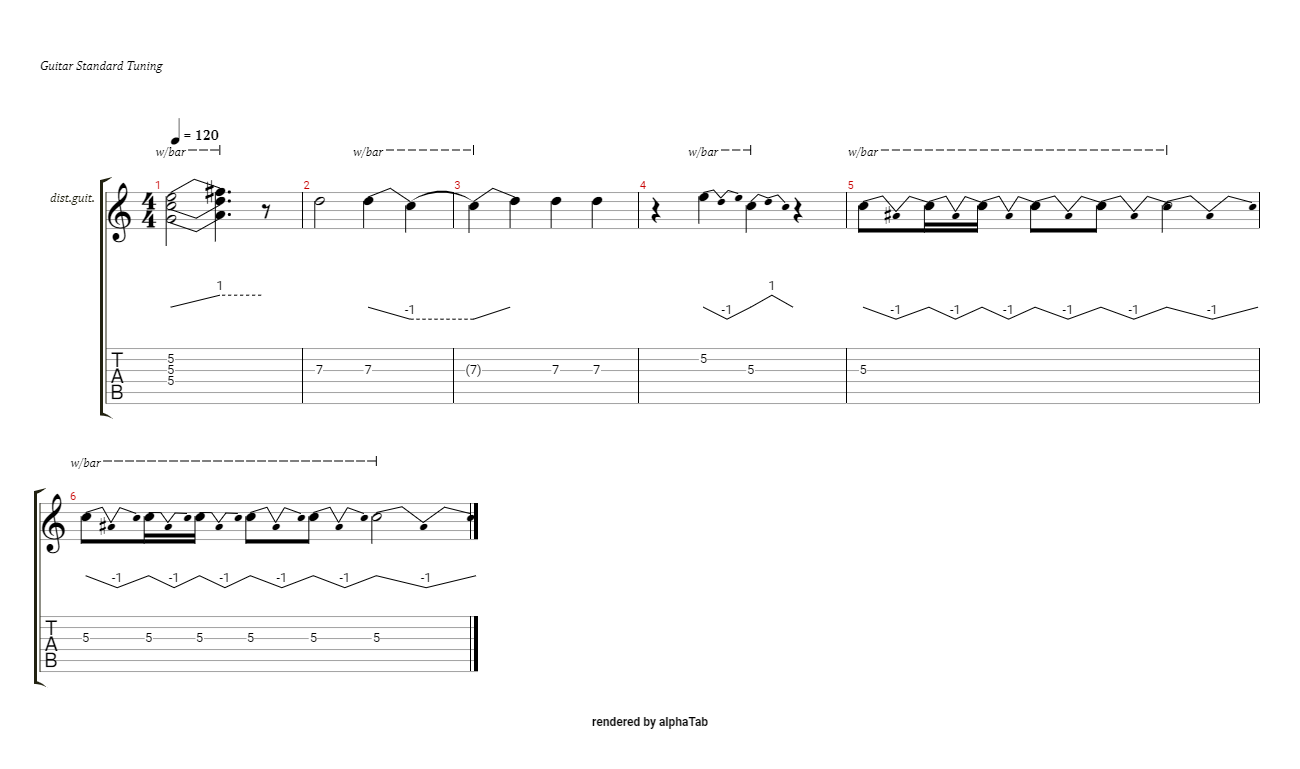 Guitar Standard Tuning
= 120
w/bar w/bar w/bar w/bar
dist.guit. 1 2 3 4 5
4
4
1 -1 -1 1 -1 -1 -1 -1 -1 -1
T
A
B
5 5
5 7 7 (7) 7 7 5 5
5
w/bar
6
-1 -1 -1 -1 -1 -1
T
A
B
5 5 5 5 5 5
rendered by alphaTab